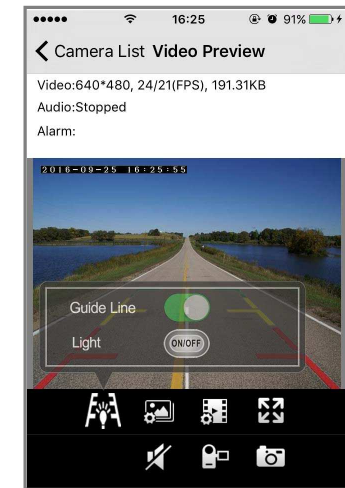 16:25
91%
Camera List Video Preview
Video:640*480, 24/21(FPS), 191.31KB
Audio:Stopped
Alarm:
2016-09-25 16:25:55
Guide Line
Light
ON/OFF